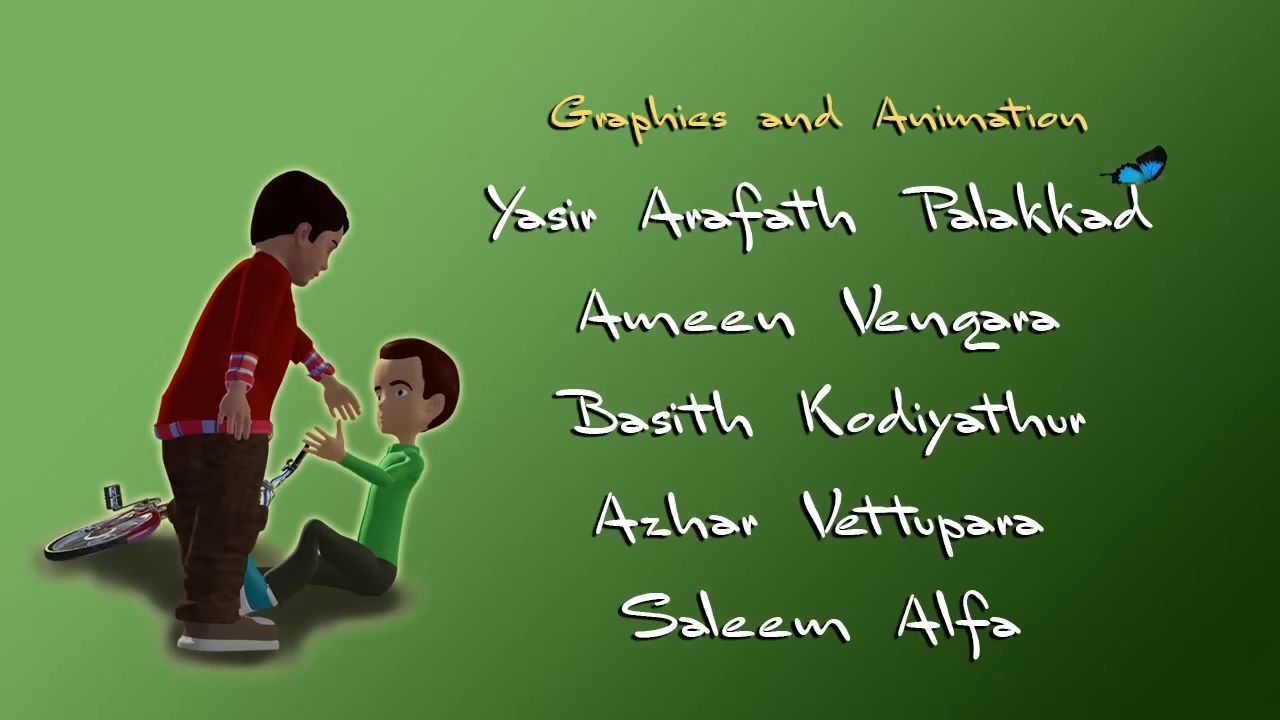 Graphics and Animation
Yasir Arafath Palakkad
Ameen Vengara
Basith Kodiyathur
Azhar Vettupara
Saleem Alfa